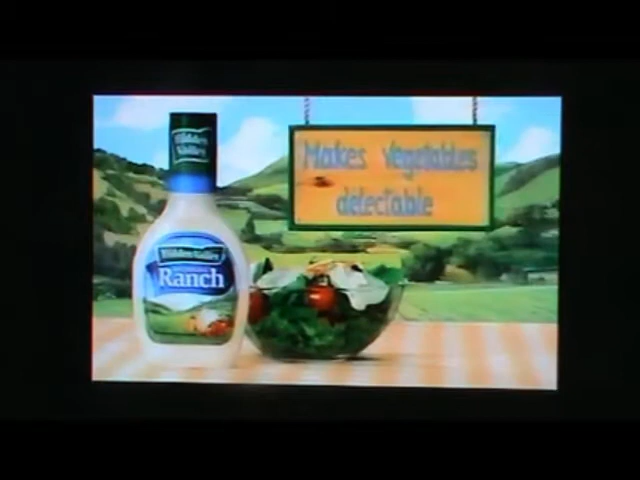 Hidden
Valley
Makes vegetables
delectable
Hidden Valley
Ranch